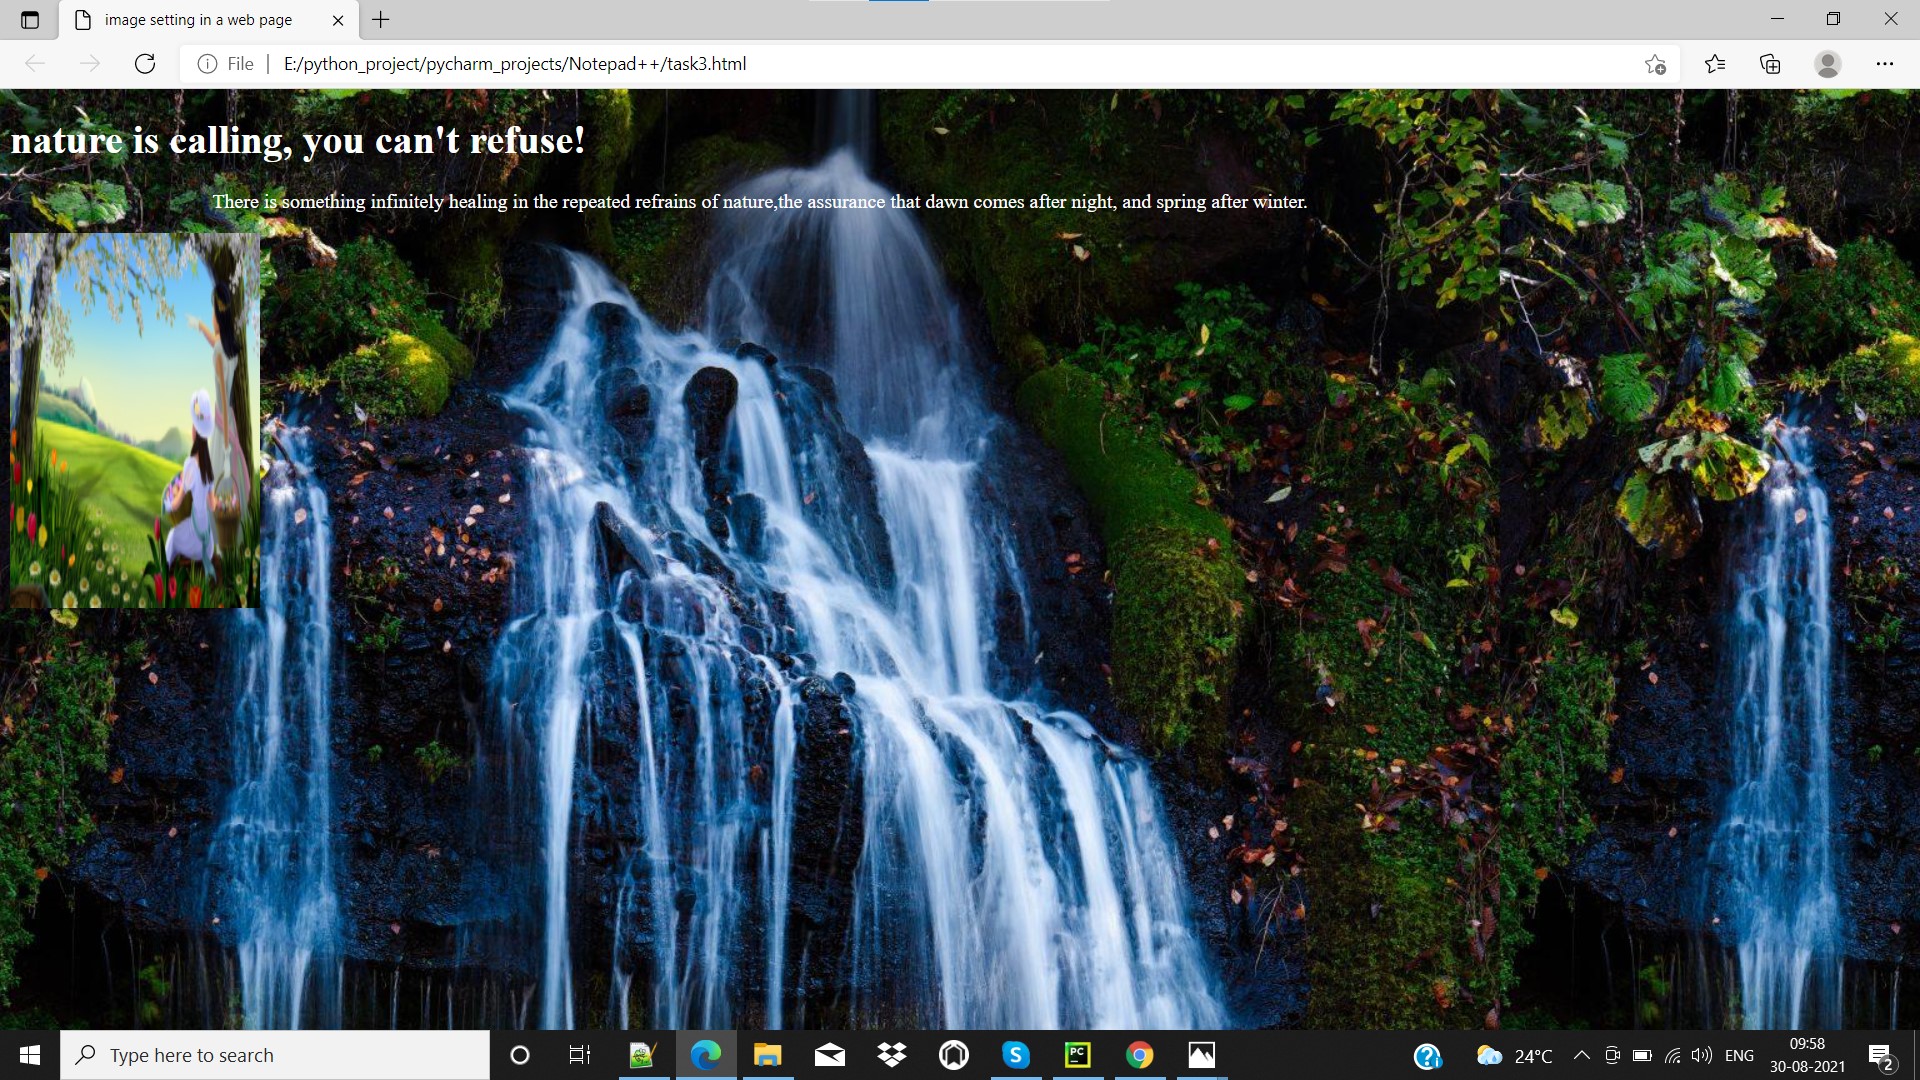 image setting in a web page
File | E:/python_project/pycharm_projects/Notepad++/task3.html
nature is calling, you can't refuse!
There is something infinitely healing in the repeated refrains of nature,the assurance that dawn comes after night, and spring after winter.
Type here to search
PC
24°C
ENG
09:58
30-08-2021
2